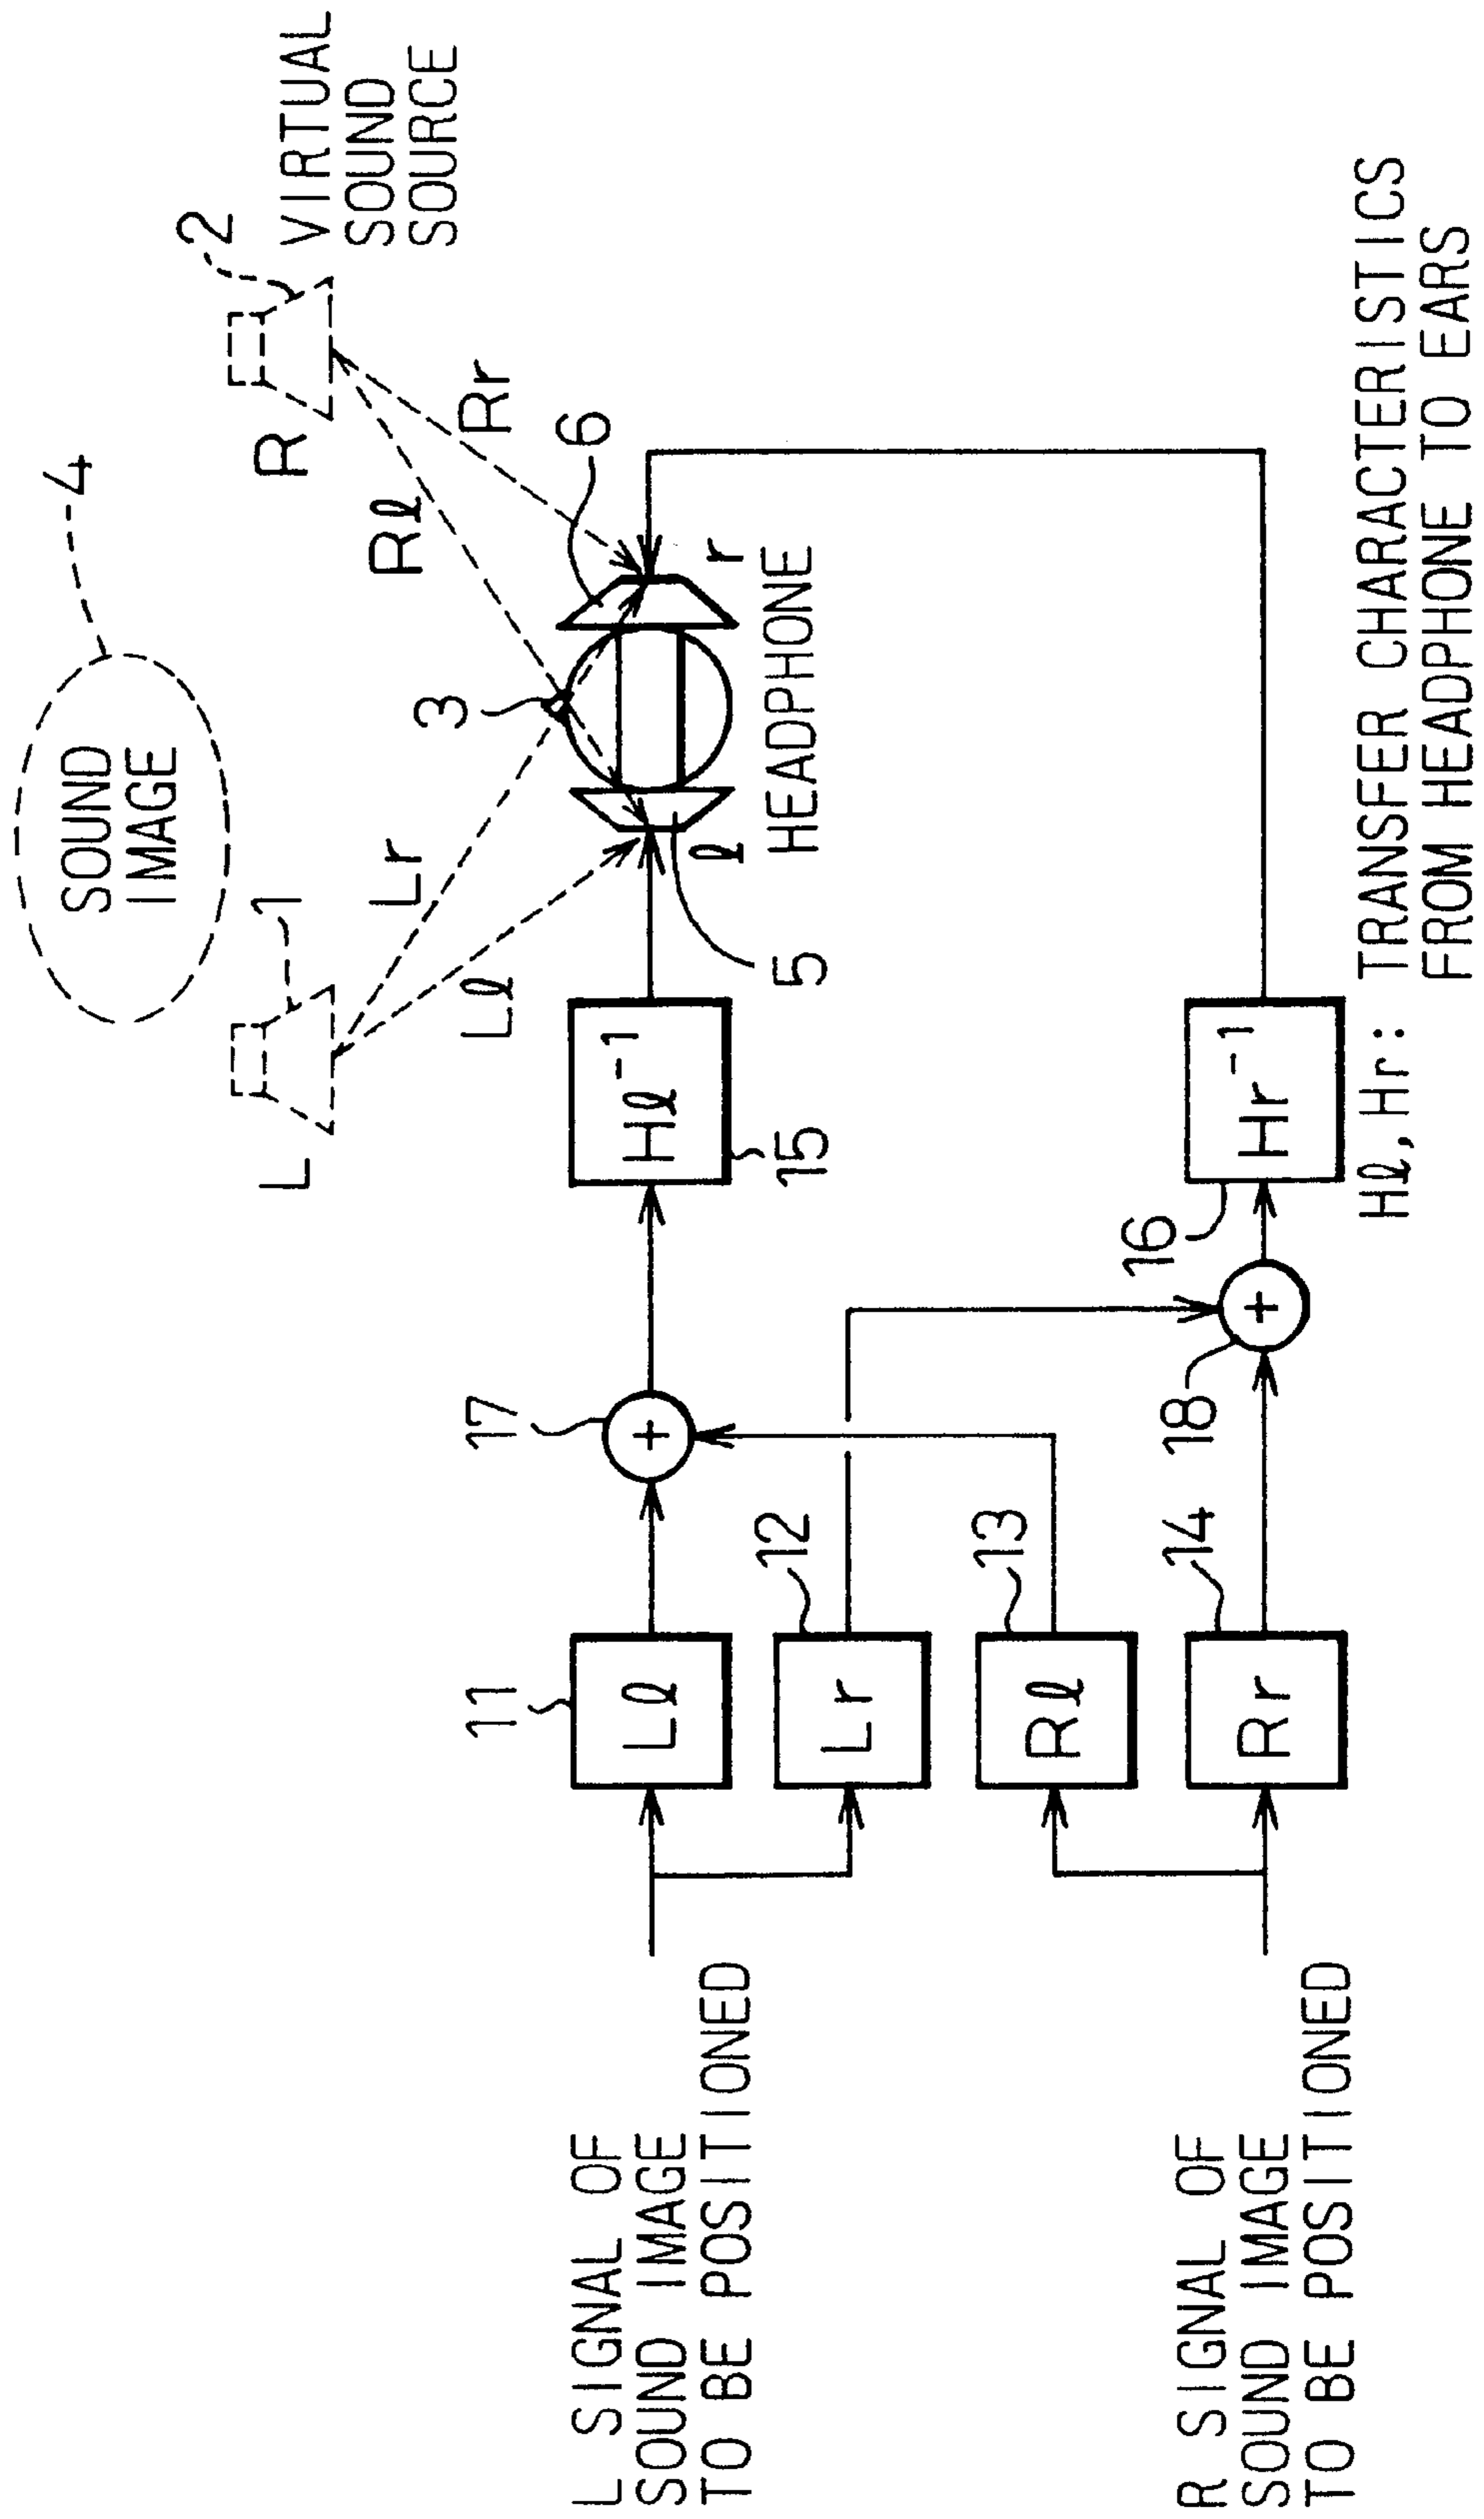 SOUND
IMAGE
4
L
1
R
2
VIRTUAL
SOUND
SOURCE
Lr
3
Rℓ
Lℓ
Rr
6
11
17
L SIGNAL OF
SOUND IMAGE
TO BE POSITIONED
Lℓ
+
Hℓ⁻¹
15
5
ℓ
r
HEADPHONE
12
Lr
13
Rℓ
14
18
16
R SIGNAL OF
SOUND IMAGE
TO BE POSITIONED
Rr
+
Hr⁻¹
Hℓ,Hr: TRANSFER CHARACTERISTICS
FROM HEADPHONE TO EARS